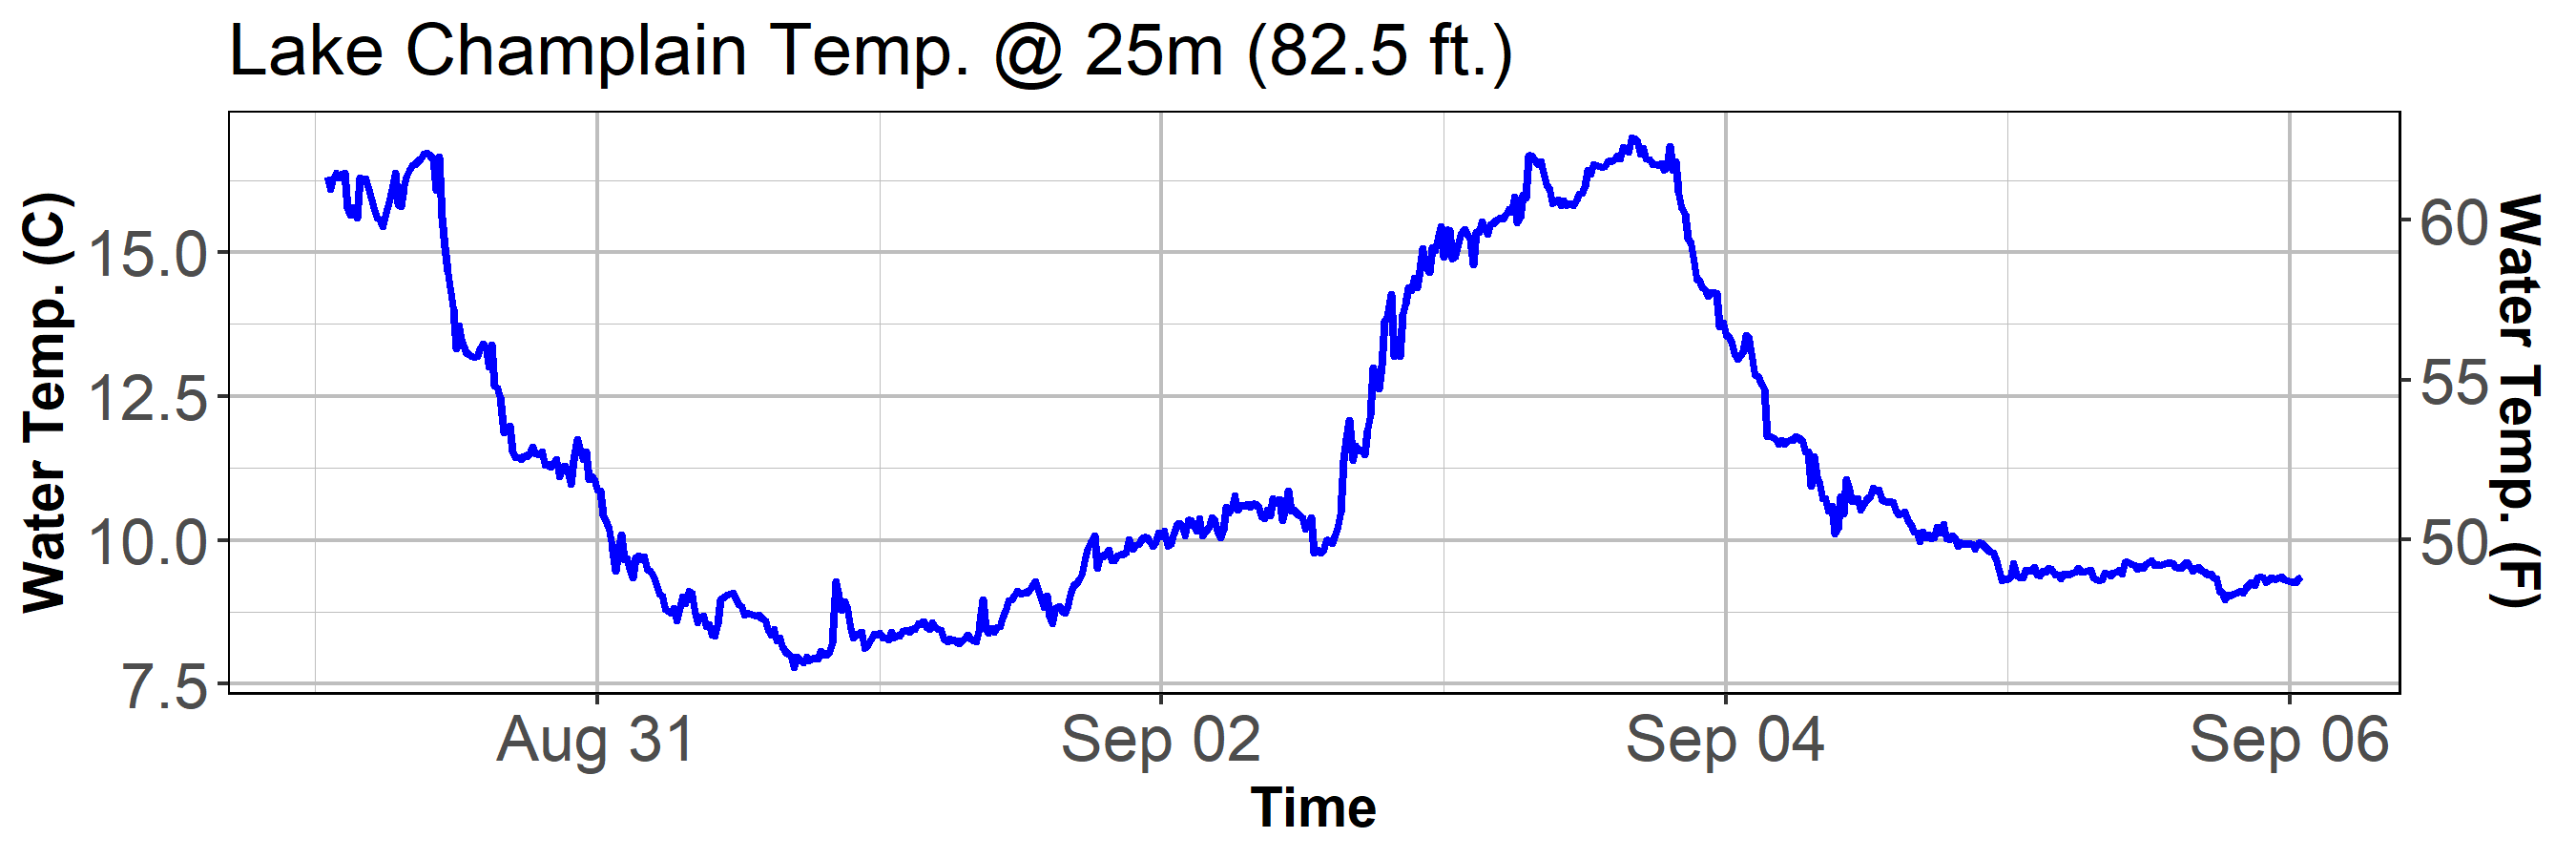 Lake Champlain Temp. @ 25m (82.5 ft.)
Water Temp. (C)
15.0
12.5
10.0
7.5
60
55
50
Water Temp. (F)
Aug 31
Sep 02
Sep 04
Sep 06
Time